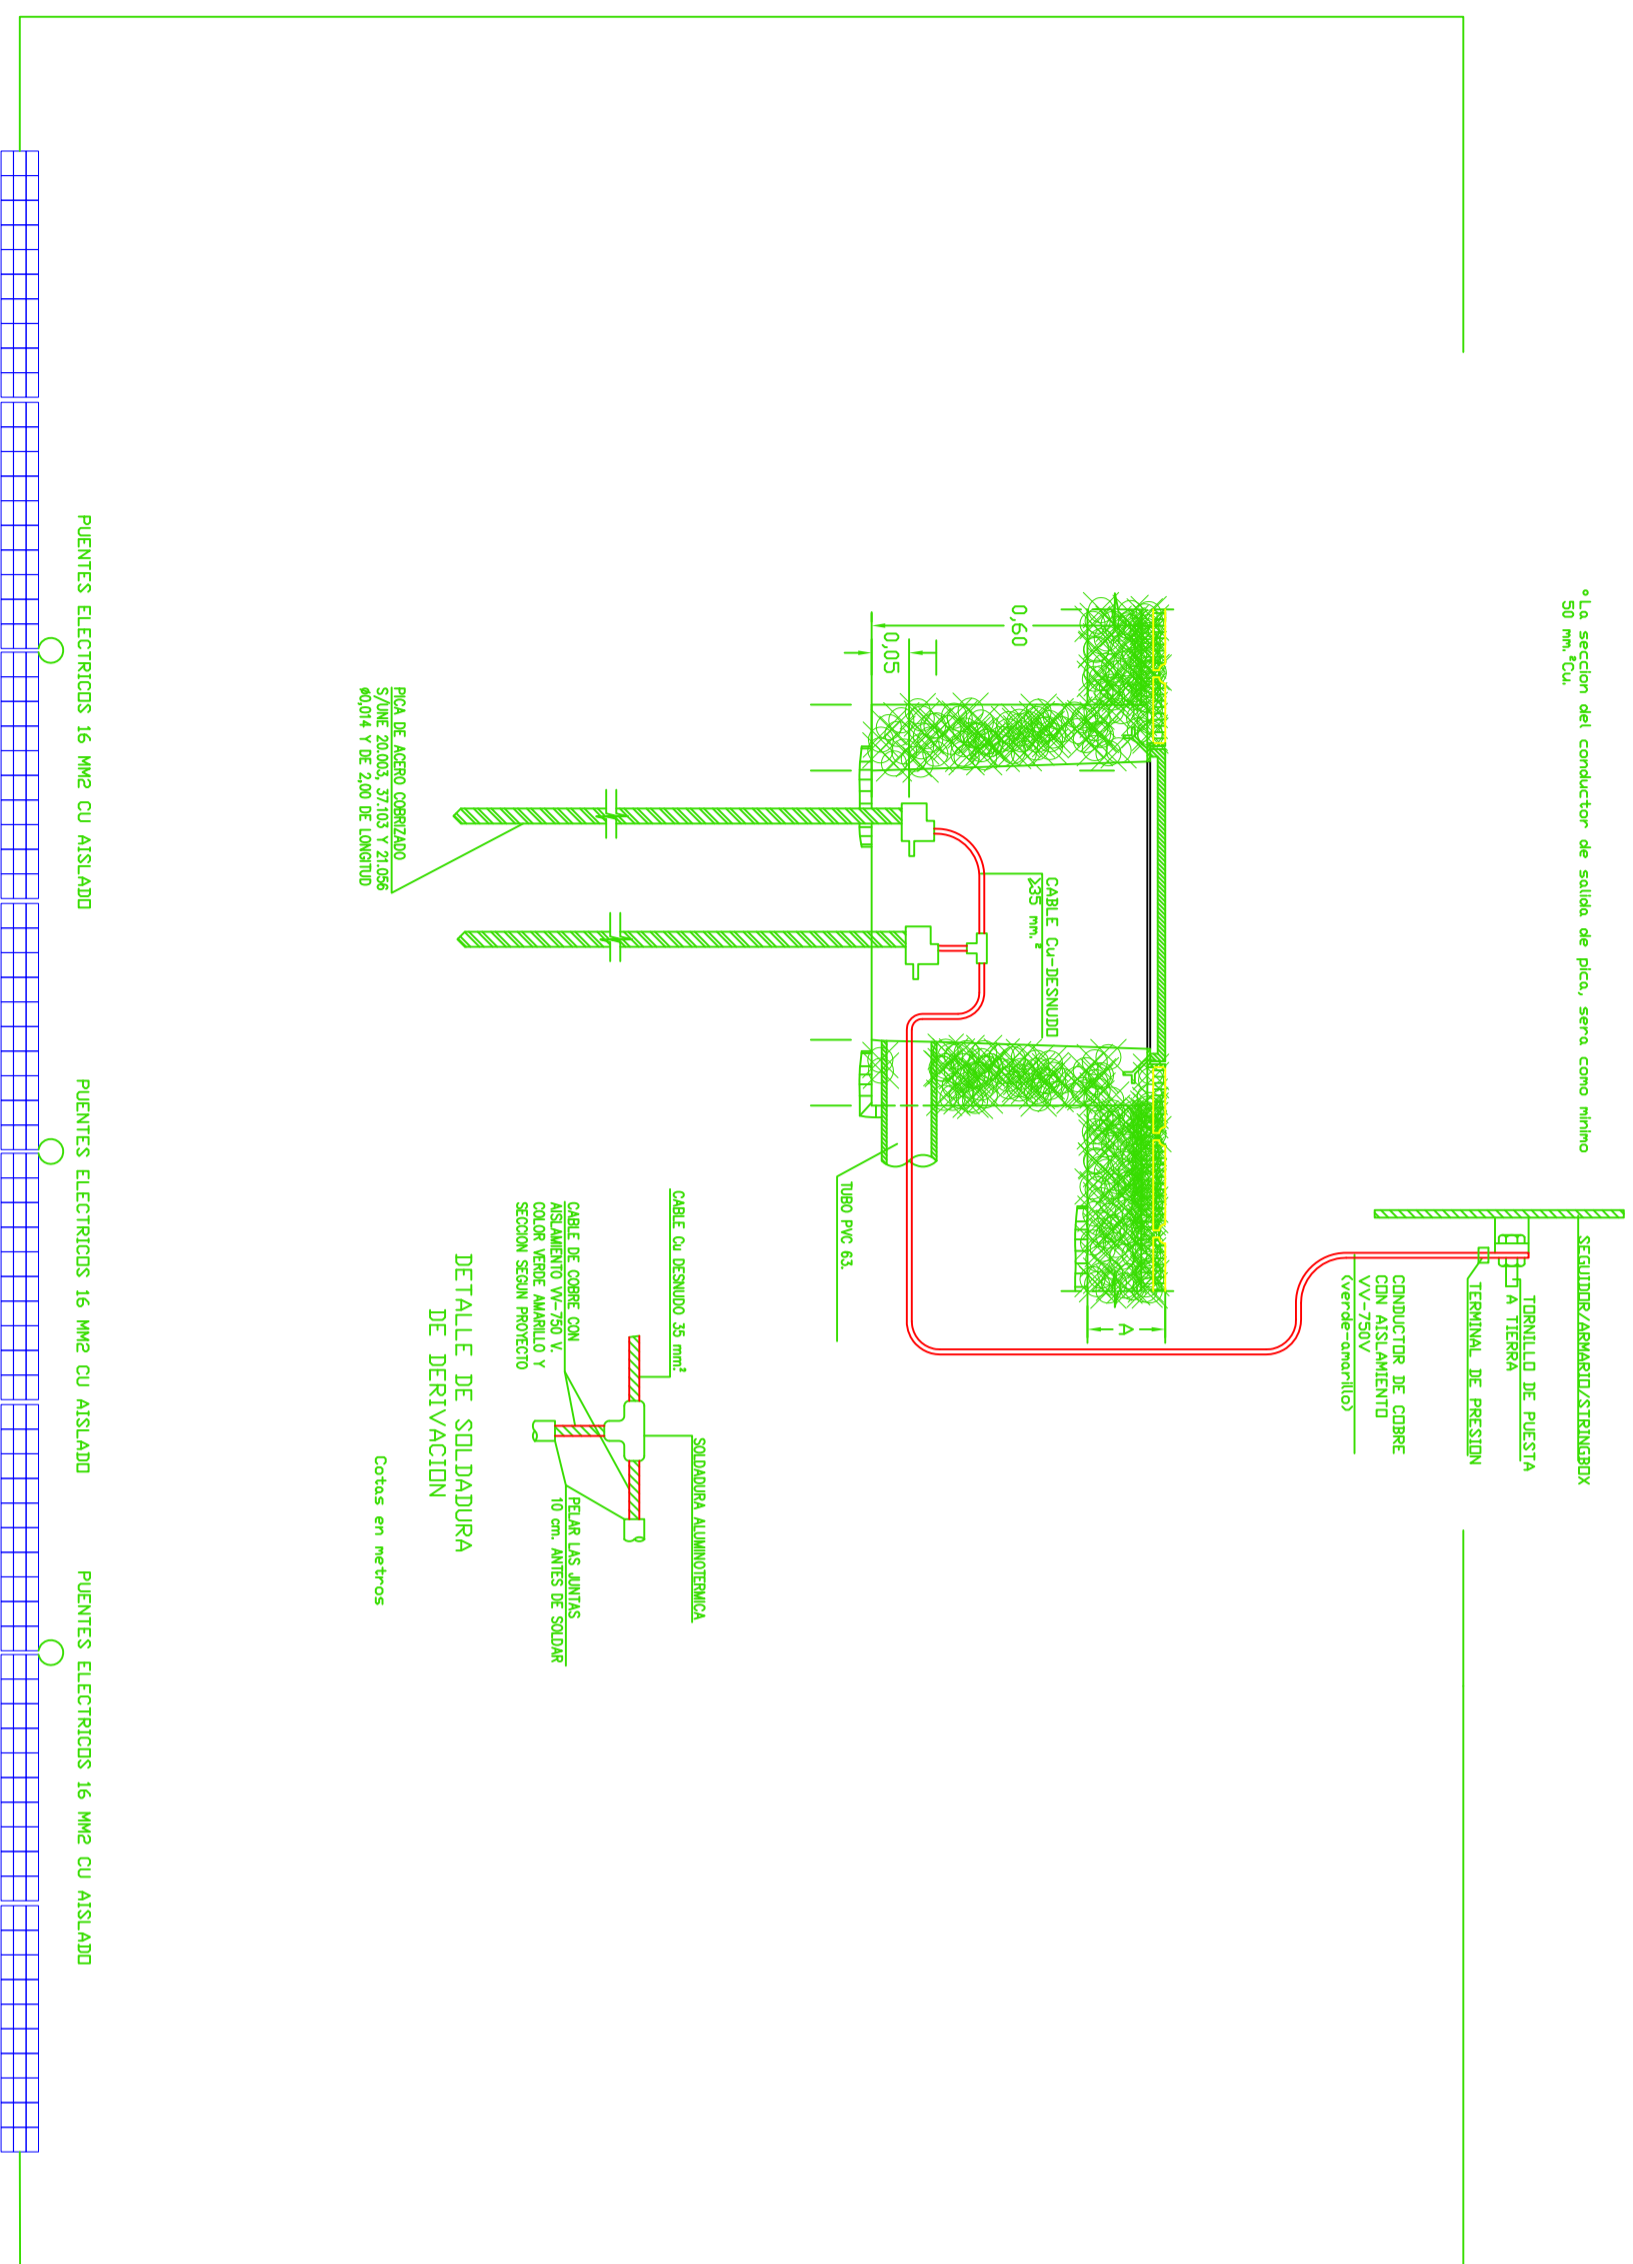 °La seccion del conductor de salida de pica, sera como minimo
50 mm.²Cu.
SEGUIDOR/ARMARIO/STRINGBOX
TORNILLO DE PUESTA
A TIERRA
TERMINAL DE PRESION
CONDUCTOR DE COBRE
CON AISLAMIENTO
VV-750V
(verde-amarillo)
A
0,60
0,05
CABLE Cu-DESNUDO
>35 mm.²
TUBO PVC 63.
PICA DE ACERO COBRIZADO
S/UNE 20.003, 37.103 Y 21.056
ø0,014 Y DE 2,00 DE LONGITUD
SOLDADURA ALUMINOTERMICA
CABLE Cu DESNUDO 35 mm.²
CABLE DE COBRE CON
AISLAMIENTO VV-750 V.
COLOR VERDE AMARILLO Y
SECCION SEGUN PROYECTO
PELAR LAS JUNTAS
10 cm. ANTES DE SOLDAR
DETALLE DE SOLDADURA
DE DERIVACION
Cotas en metros
PUENTES ELECTRICOS 16 MM2 CU AISLADO
PUENTES ELECTRICOS 16 MM2 CU AISLADO
PUENTES ELECTRICOS 16 MM2 CU AISLADO